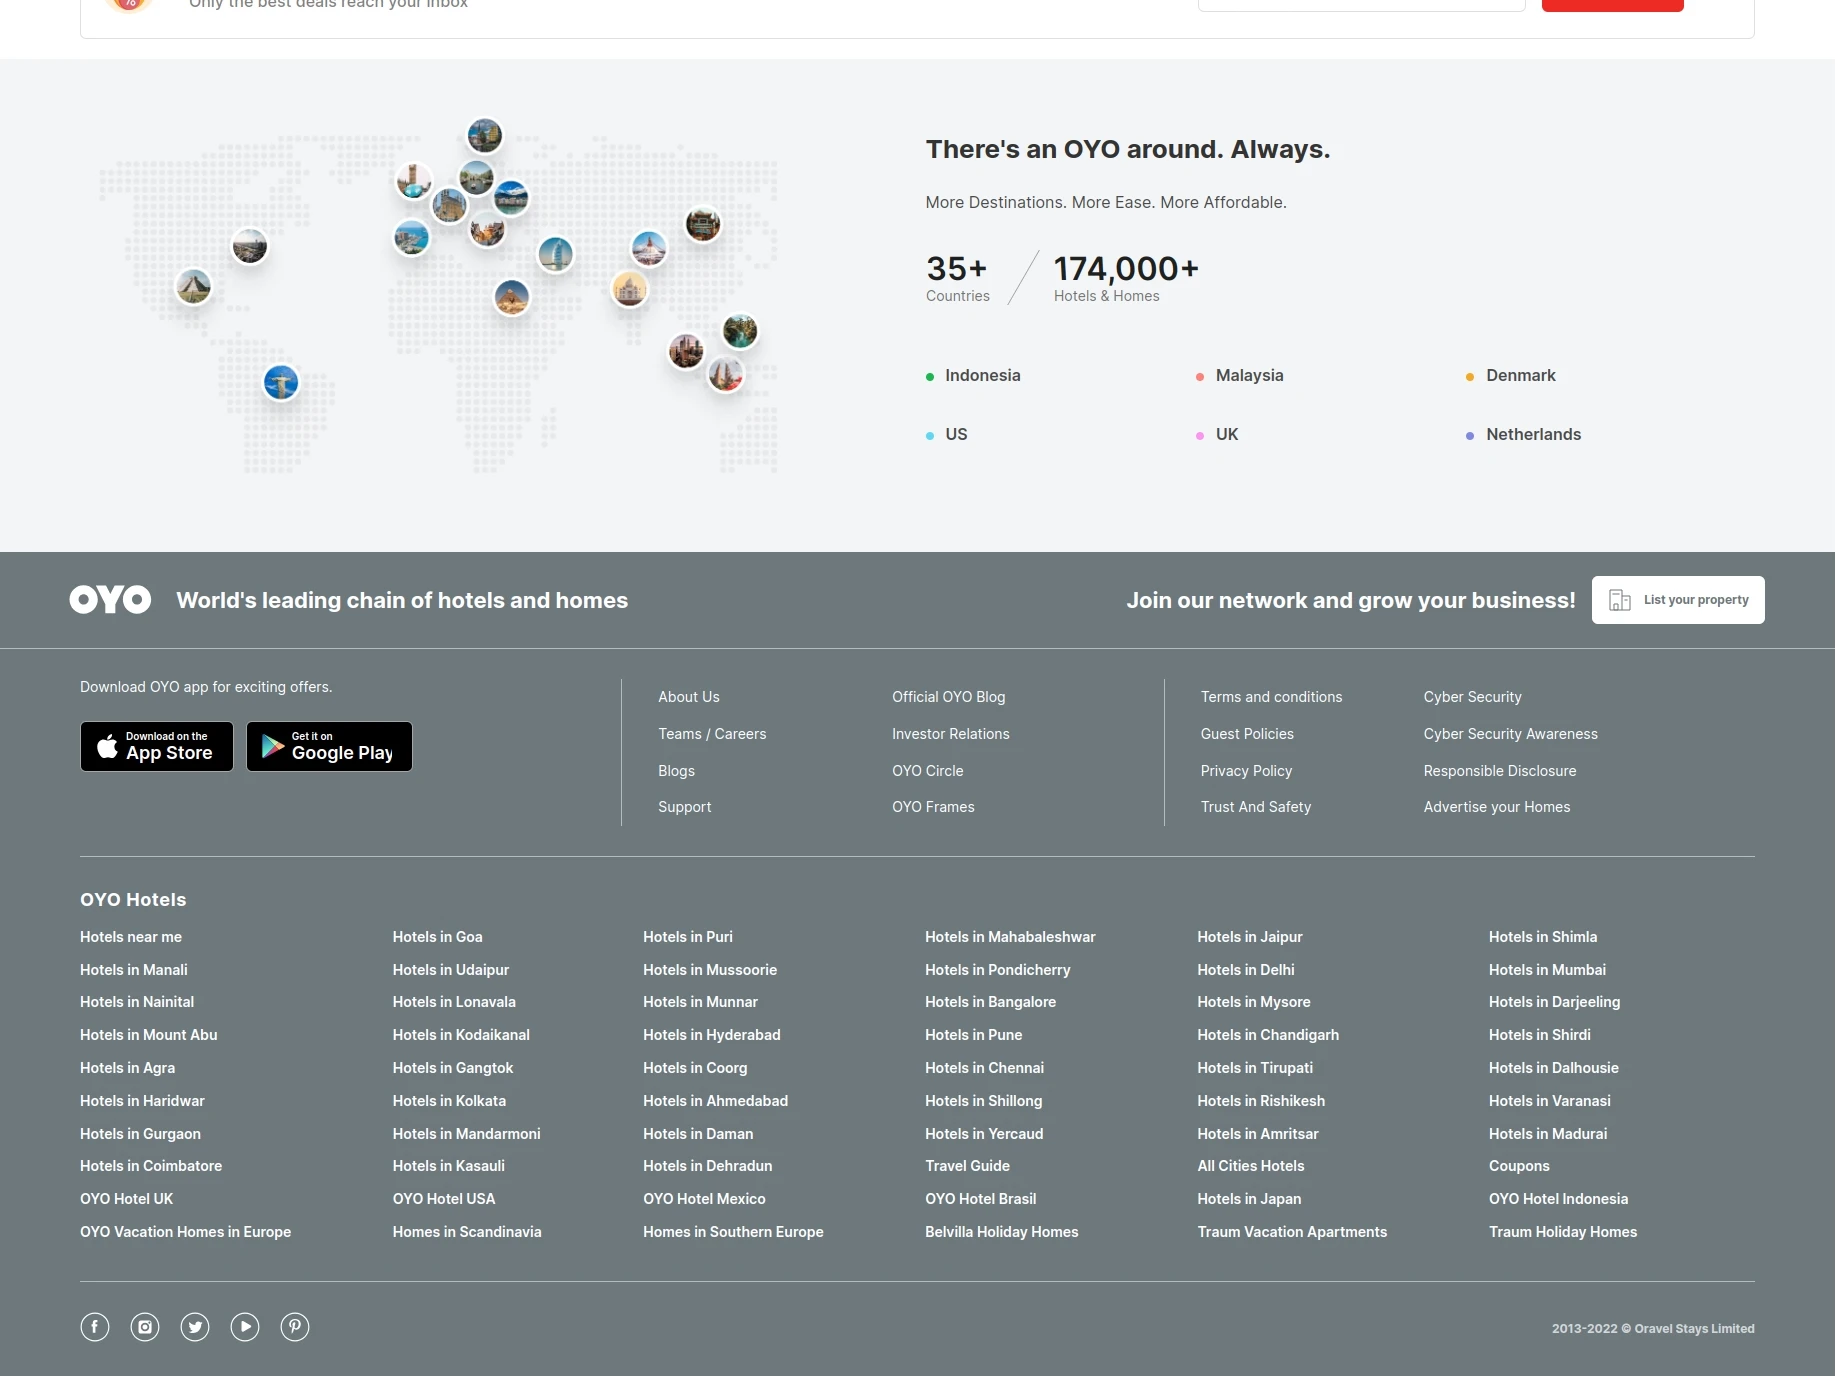 Only the best deals reach your inbox
There's an OYO around. Always.
More Destinations. More Ease. More Affordable.
35+
Countries
174,000+
Hotels & Homes
Indonesia
Malaysia
Denmark
US
UK
Netherlands
OYO
World's leading chain of hotels and homes
Join our network and grow your business!
List your property
Download OYO app for exciting offers.
Download on the
App Store
Get it on
Google Play
About Us
Teams / Careers
Blogs
Support
Official OYO Blog
Investor Relations
OYO Circle
OYO Frames
Terms and conditions
Guest Policies
Privacy Policy
Trust And Safety
Cyber Security
Cyber Security Awareness
Responsible Disclosure
Advertise your Homes
OYO Hotels
Hotels near me
Hotels in Goa
Hotels in Puri
Hotels in Mahabaleshwar
Hotels in Jaipur
Hotels in Shimla
Hotels in Manali
Hotels in Udaipur
Hotels in Mussoorie
Hotels in Pondicherry
Hotels in Delhi
Hotels in Mumbai
Hotels in Nainital
Hotels in Lonavala
Hotels in Munnar
Hotels in Bangalore
Hotels in Mysore
Hotels in Darjeeling
Hotels in Mount Abu
Hotels in Kodaikanal
Hotels in Hyderabad
Hotels in Pune
Hotels in Chandigarh
Hotels in Shirdi
Hotels in Agra
Hotels in Gangtok
Hotels in Coorg
Hotels in Chennai
Hotels in Tirupati
Hotels in Dalhousie
Hotels in Haridwar
Hotels in Kolkata
Hotels in Ahmedabad
Hotels in Shillong
Hotels in Rishikesh
Hotels in Varanasi
Hotels in Gurgaon
Hotels in Mandarmoni
Hotels in Daman
Hotels in Yercaud
Hotels in Amritsar
Hotels in Madurai
Hotels in Coimbatore
Hotels in Kasauli
Hotels in Dehradun
Travel Guide
All Cities Hotels
Coupons
OYO Hotel UK
OYO Hotel USA
OYO Hotel Mexico
OYO Hotel Brasil
Hotels in Japan
OYO Hotel Indonesia
OYO Vacation Homes in Europe
Homes in Scandinavia
Homes in Southern Europe
Belvilla Holiday Homes
Traum Vacation Apartments
Traum Holiday Homes
2013-2022 © Oravel Stays Limited